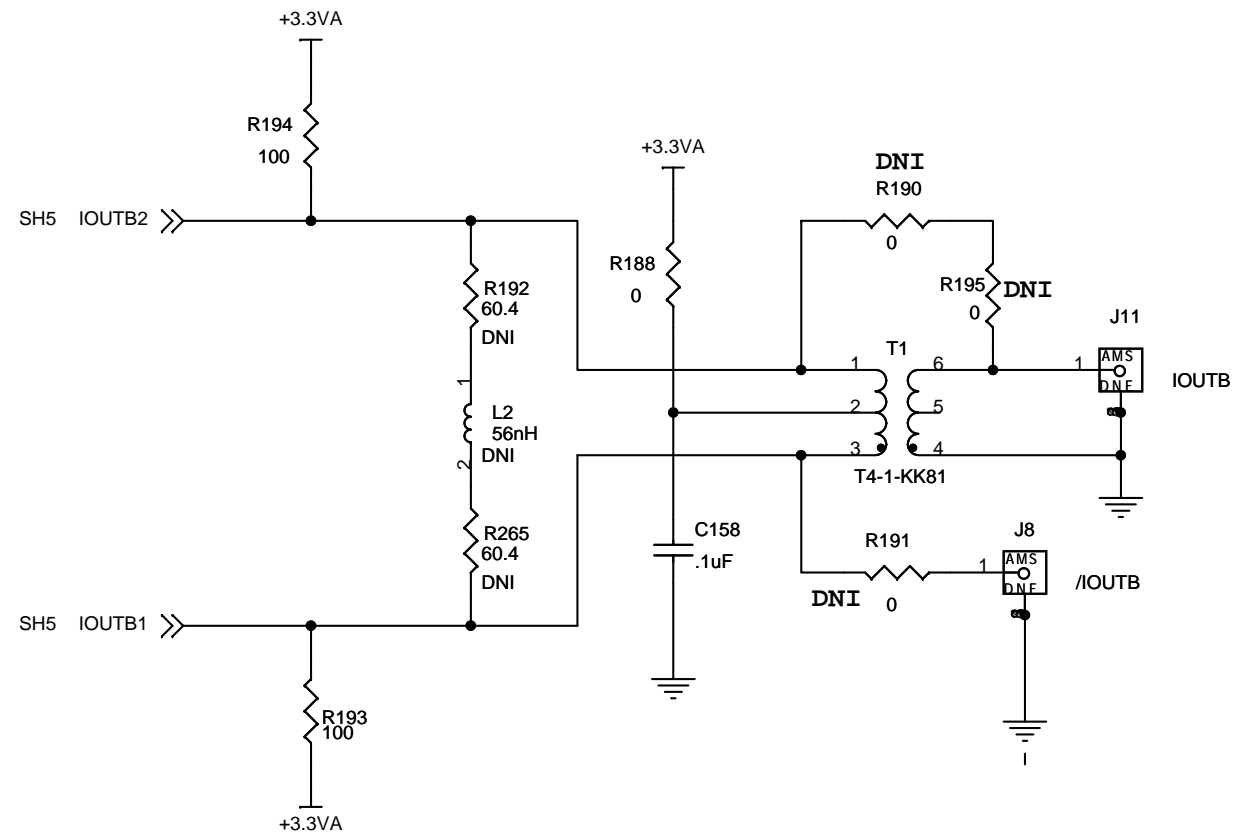 +3.3VA
R194
100
SH5 IOUTB2
+3.3VA
DNI
R190
0
R188
0
R195 DNI
0
R192
60.4
DNI
J11
T1
1
6
1
AMS
IOUTB
2
5
1
L2
56nH
DNI
2
3
4
T4-1-KK81
R265
60.4
DNI
C158
.1uF
R191
DNI 0
J8
1 AMS
/IOUTB
SH5 IOUTB1
R193
100
+3.3VA